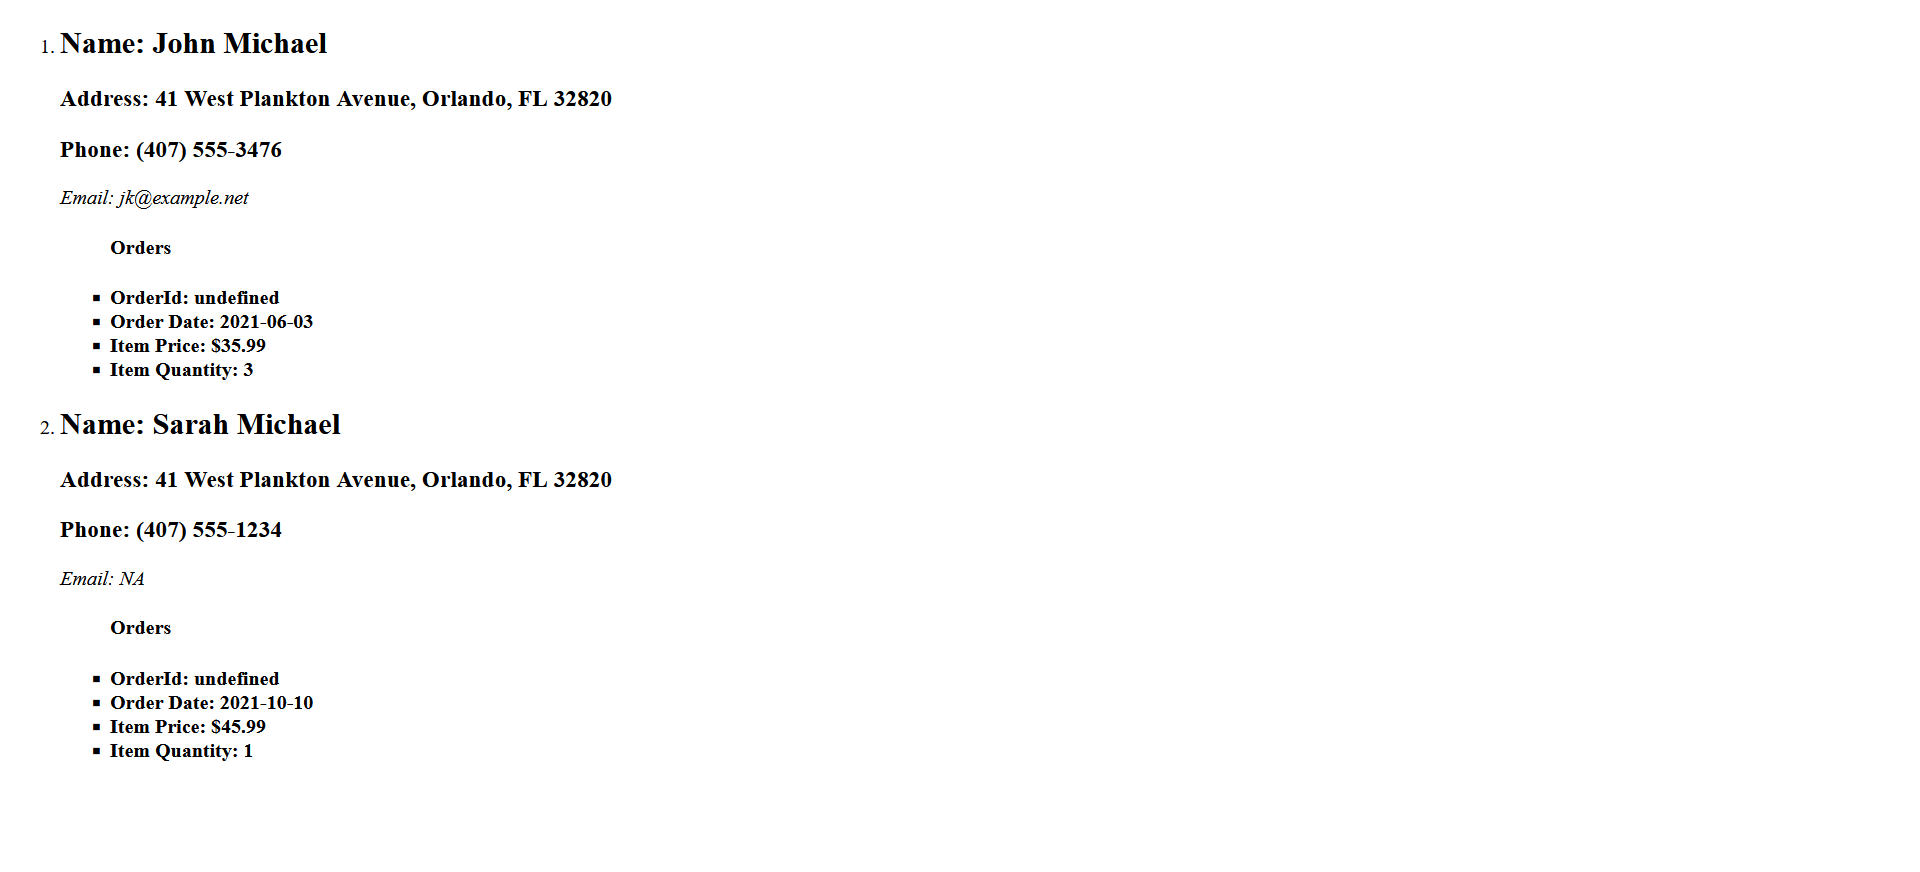 1. Name: John Michael
Address: 41 West Plankton Avenue, Orlando, FL 32820
Phone: (407) 555-3476
Email: jk@example.net
Orders
▪ OrderId: undefined
▪ Order Date: 2021-06-03
▪ Item Price: $35.99
▪ Item Quantity: 3
2. Name: Sarah Michael
Address: 41 West Plankton Avenue, Orlando, FL 32820
Phone: (407) 555-1234
Email: NA
Orders
▪ OrderId: undefined
▪ Order Date: 2021-10-10
▪ Item Price: $45.99
▪ Item Quantity: 1